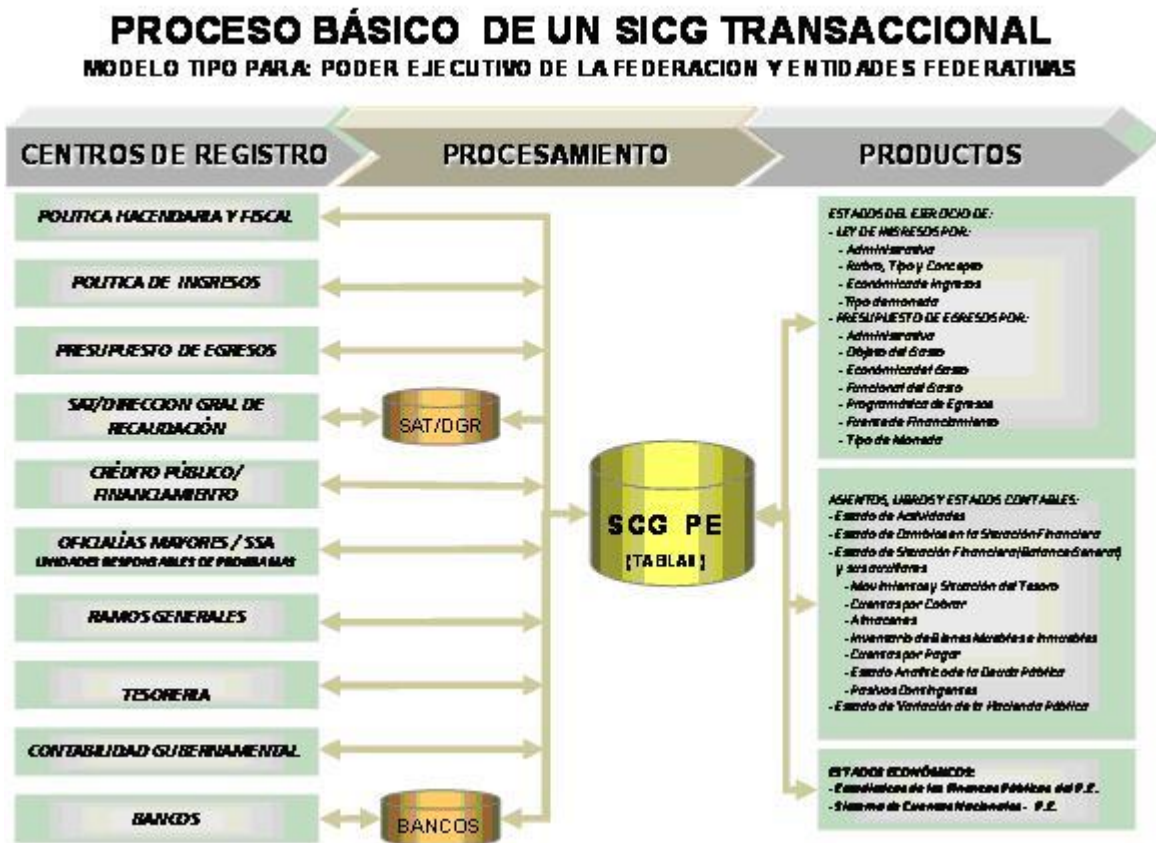 PROCESO BÁSICO DE UN SICG TRANSACCIONAL
MODELO TIPO PARA: PODER EJECUTIVO DE LA FEDERACION Y ENTIDADES FEDERATIVAS
CENTROS DE REGISTRO
PROCESAMIENTO
PRODUCTOS
POLITICA HACENDARIA Y FISCAL
POLITICA DE INGRESOS
PRESUPUESTO DE EGRESOS
SAT/DIRECCION GRAL DE
RECAUDACIÓN
CRÉDITO PÚBLICO/
FINANCIAMIENTO
OFICIALÍAS MAYORES / SSA
UNIDADES RESPONSABLES DE PROGRAMAS
RAMOS GENERALES
TESORERIA
CONTABILIDAD GUBERNAMENTAL
BANCOS
SAT/DGR
BANCOS
SCG PE
(TABLAS)
ESTADOS DEL EJERCICIO DE:
- LEY DE INGRESOS POR:
- Administrativa
- Rubro, Tipo y Concepto
- Económica de Ingresos
- Tipo de moneda
- PRESUPUESTO DE EGRESOS POR:
- Administrativa
- Objeto del Gasto
- Económica del Gasto
- Funcional del Gasto
- Programática de Egresos
- Fuente de Financiamiento
- Tipo de Moneda
ASIENTOS, LIBROS Y ESTADOS CONTABLES:
- Estado de Actividades
- Estado de Cambios en la Situación Financiera
- Estado de Situación Financiera (Balance General)
y sus auxiliares
- Movimientos y Situación del Tesoro
- Cuentas por Cobrar
- Almacenes
- Inventario de Bienes Muebles e Inmuebles
- Cuentas por Pagar
- Estado Analítico de la Deuda Pública
- Pasivos Contingentes
- Estado de Variación de la Hacienda Pública
ESTADOS ECONÓMICOS:
- Estadísticas de las Finanzas Públicas del P.E.
- Sistema de Cuentas Nacionales - P.E.